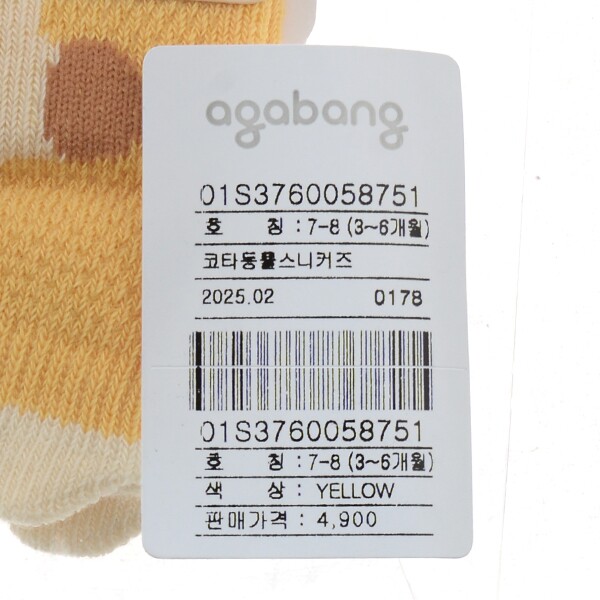 agabang
01S3760058751
호 칭 : 7-8 (3~6개월)
코타동물스니커즈
2025.02 0178
01S3760058751
호 칭 : 7-8 (3~6개월)
색 상 : YELLOW
판매가격 : 4,900